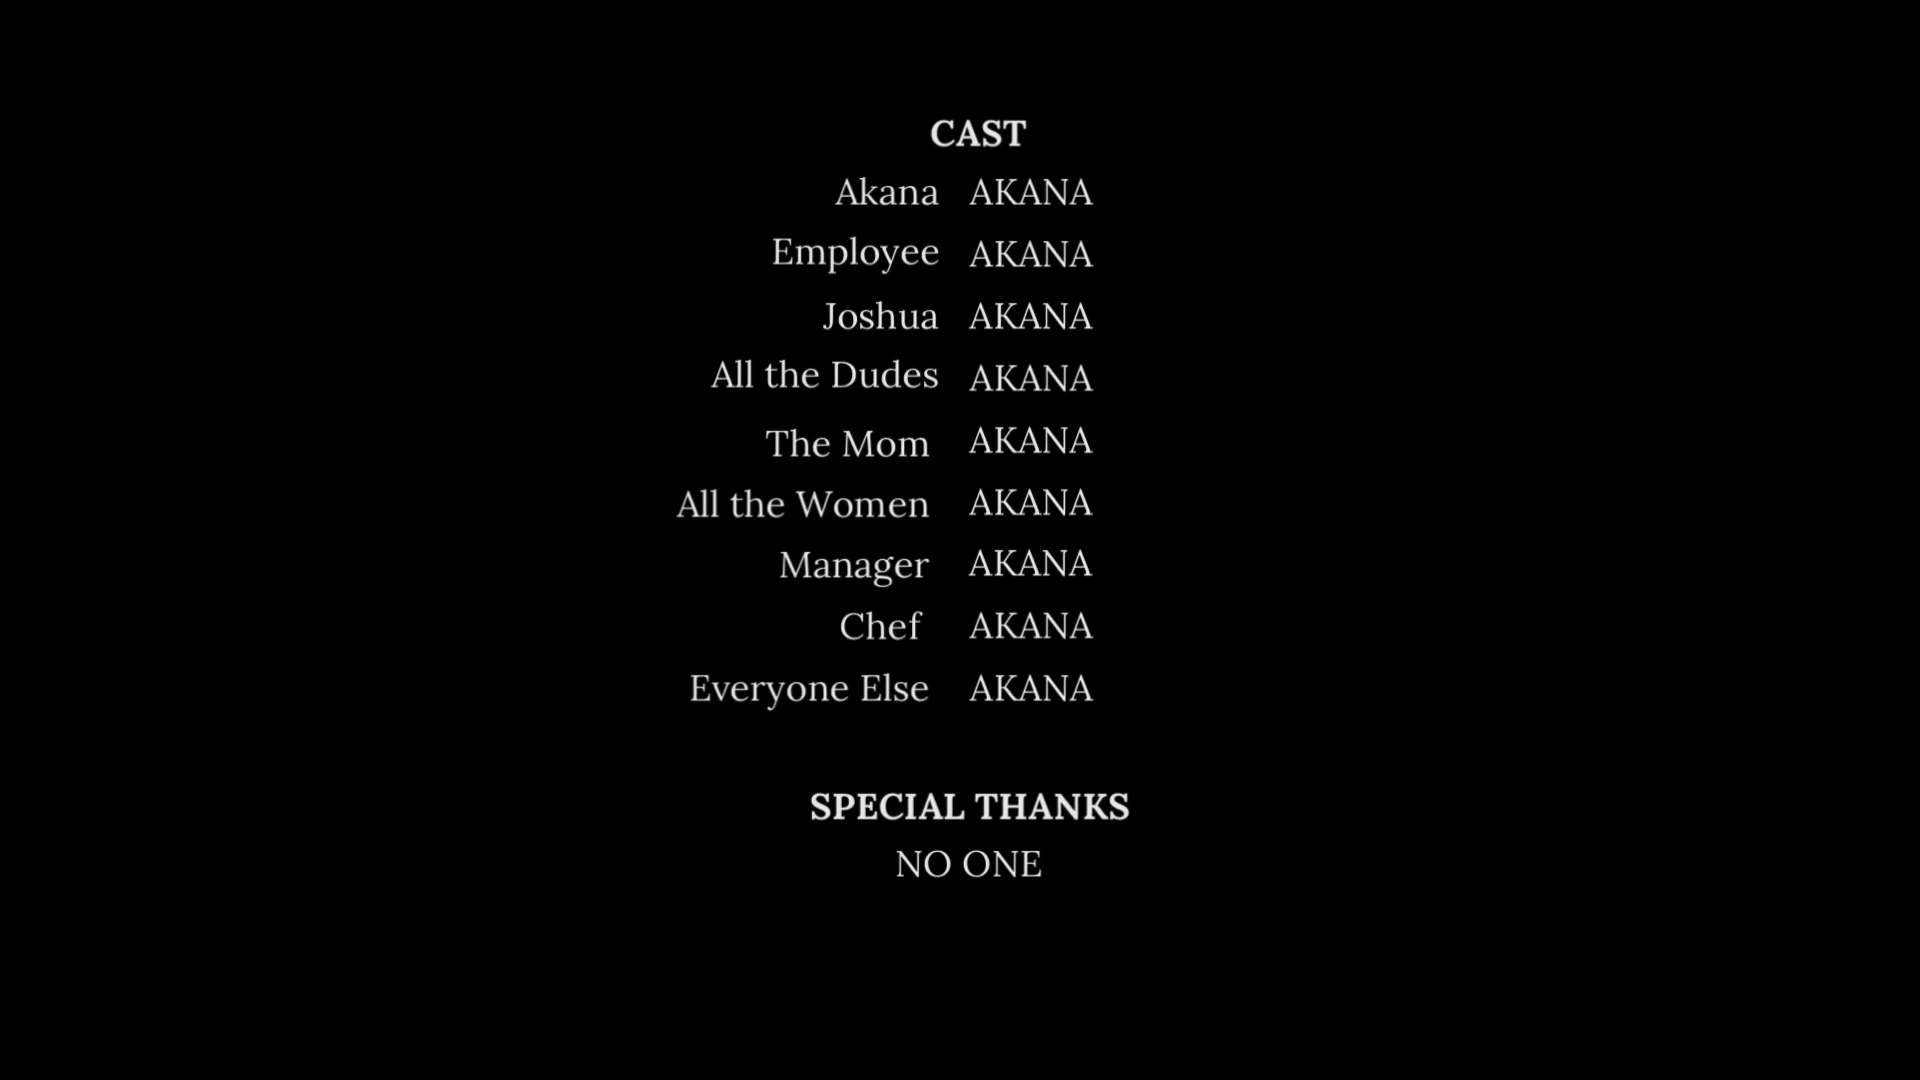 CAST
Akana AKANA
Employee AKANA
Joshua AKANA
All the Dudes AKANA
The Mom AKANA
All the Women AKANA
Manager AKANA
Chef AKANA
Everyone Else AKANA
SPECIAL THANKS
NO ONE